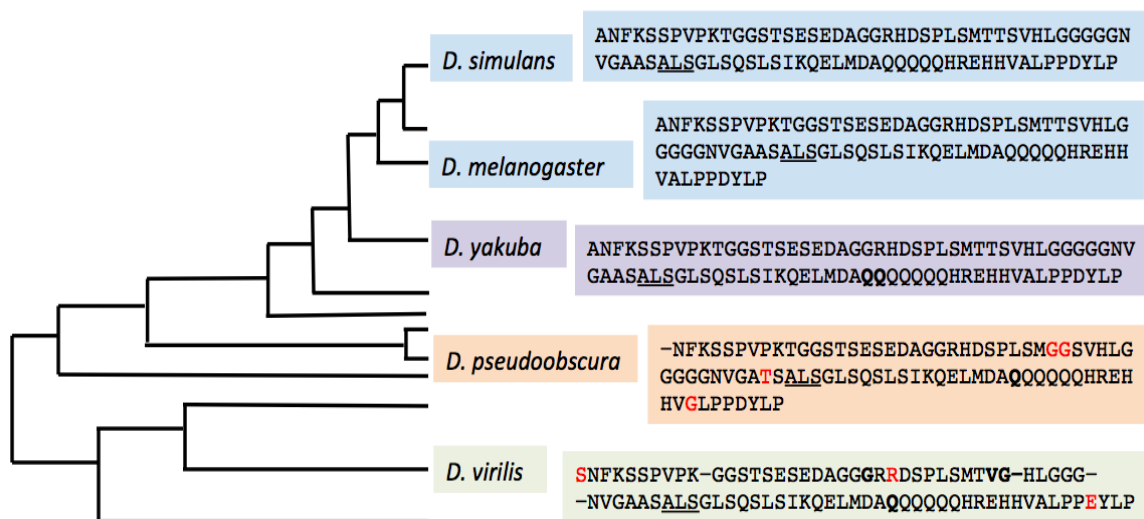 D. simulans
ANFKSSPVPKTGGSTSESEDAGGRHDSPLSMTTSVHLGGGGGN
VGAASALSGLSQSLSIKQELMDAQQQQQHREHHVALPPDYLP
D. melanogaster
ANFKSSPVPKTGGSTSESEDAGGRHDSPLSMTTSVHLG
GGGGNVGAASALSGLSQSLSIKQELMDAQQQQQHREHH
VALPPDYLP
D. yakuba
ANFKSSPVPKTGGSTSESEDAGGRHDSPLSMTTSVHLGGGGGNV
GAASALSGLSQSLSIKQELMDAQQQQQQQHREHHVALPPDYLP
D. pseudoobscura
–NFKSSPVPKTGGSTSESEDAGGRHDSPLSMGGSVHLG
GGGGNVGATSALSGLSQSLSIKQELMDAQQQQQQHREH
HVGLPPDYLP
D. virilis
SNFKSSPVPK–GGSTSESEDAGGGRRDSPLSMTVG–HLGGG–
–NVGAASALSGLSQSLSIKQELMDAQQQQQQHREHHVALPPEYLP